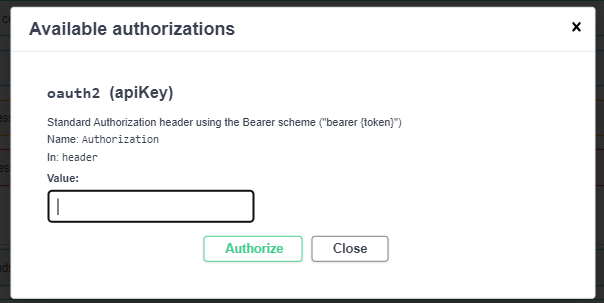 Available authorizations
×
oauth2 (apiKey)
Standard Authorization header using the Bearer scheme ("bearer {token}")
Name: Authorization
In: header
Value:
Authorize Close